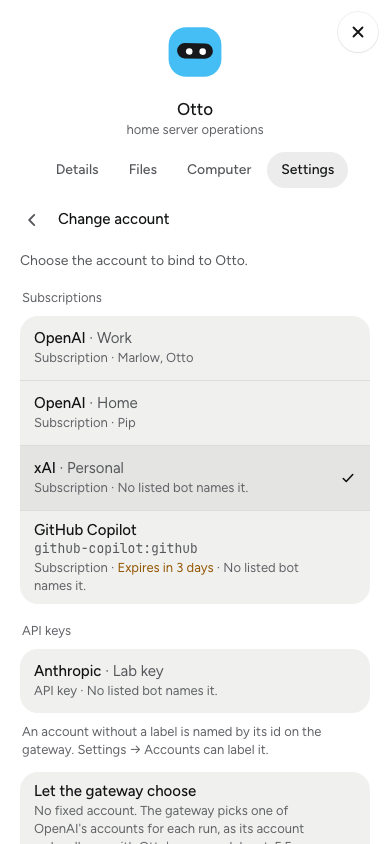 Otto
home server operations
Details Files Computer Settings
Change account
Choose the account to bind to Otto.
Subscriptions
OpenAI · Work
Subscription · Marlow, Otto
OpenAI · Home
Subscription · Pip
xAI · Personal
Subscription · No listed bot names it.
GitHub Copilot
github-copilot:github
Subscription · Expires in 3 days · No listed bot
names it.
API keys
Anthropic · Lab key
API key · No listed bot names it.
An account without a label is named by its id on the
gateway. Settings → Accounts can label it.
Let the gateway choose
No fixed account. The gateway picks one of
OpenAI's accounts for each run, as its account